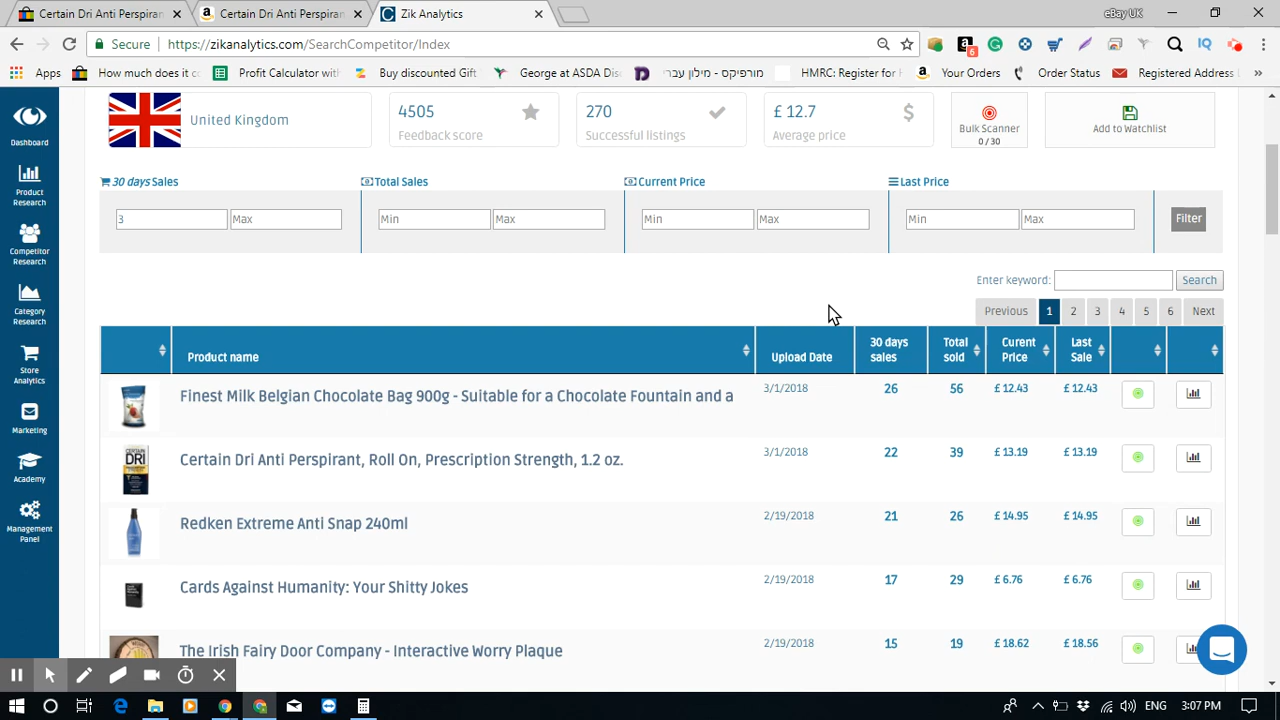 Certain Dri Anti Perspiran
Certain Dri Anti Perspiran
Zik Analytics
eBay UK
Secure
https://zikanalytics.com/SearchCompetitor/Index
6
Apps
How much does it c
Profit Calculator with
Buy discounted Gift
George at ASDA Dis
מורפיקס - מילון עברי
HMRC: Register for
Your Orders
Order Status
Registered Address
»
Dashboard
Product Research
Competitor Research
Category Research
Store Analytics
Marketing
Academy
Management Panel
United Kingdom
4505
Feedback score
270
Successful listings
£ 12.7
Average price
$
Bulk Scanner
0 / 30
Add to Watchlist
30 days Sales
Total Sales
Current Price
Last Price
3
Max
Min
Max
Min
Max
Min
Max
Filter
Enter keyword:
Search
Previous 1 2 3 4 5 6 Next
Product name Upload Date 30 days sales Total sold Curent Price Last Sale
Finest Milk Belgian Chocolate Bag 900g - Suitable for a Chocolate Fountain and a 3/1/2018 26 56 £ 12.43 £ 12.43
Certain Dri Anti Perspirant, Roll On, Prescription Strength, 1.2 oz. 3/1/2018 22 39 £ 13.19 £ 13.19
CERTAIN
DRI
Redken Extreme Anti Snap 240ml 2/19/2018 21 26 £ 14.95 £ 14.95
Cards Against Humanity: Your Shitty Jokes 2/19/2018 17 29 £ 6.76 £ 6.76
The Irish Fairy Door Company - Interactive Worry Plaque 2/19/2018 15 19 £ 18.62 £ 18.56
ENG
3:07 PM